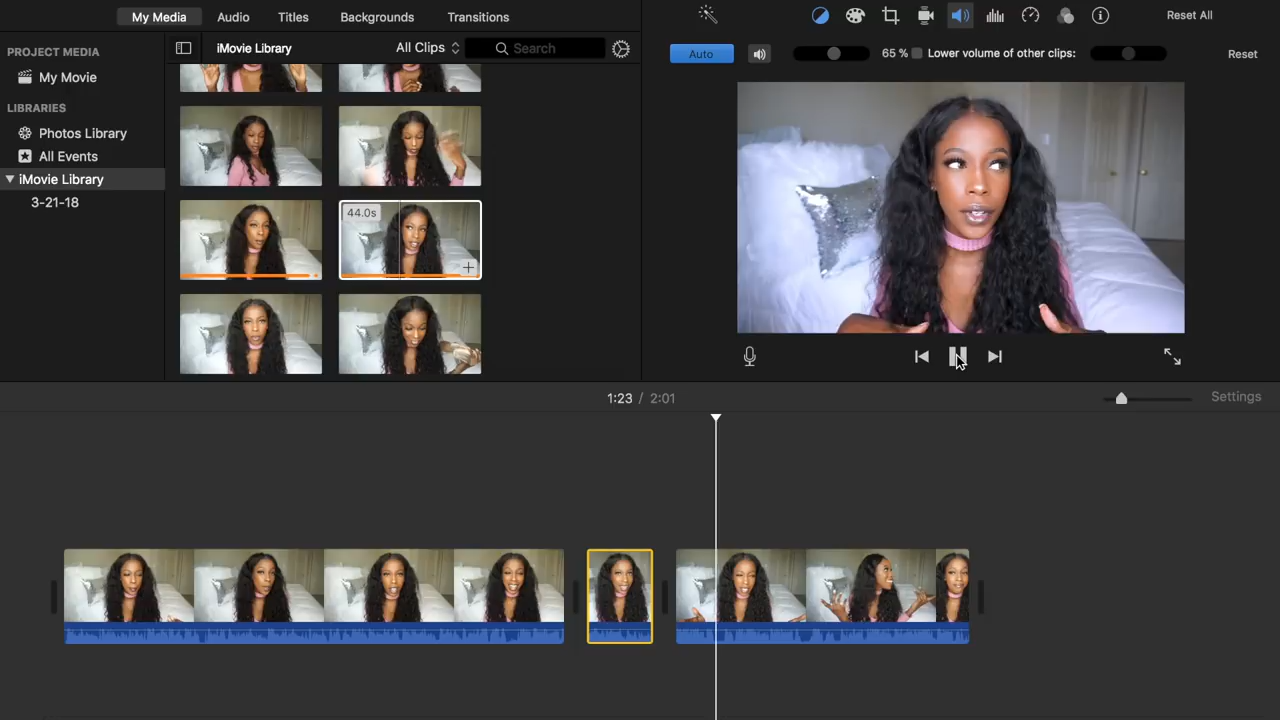 My Media Audio Titles Backgrounds Transitions
Reset All
PROJECT MEDIA
My Movie
LIBRARIES
Photos Library
All Events
iMovie Library
3-21-18
iMovie Library All Clips Search
44.0s
Auto 65 % Lower volume of other clips: Reset
1:23 / 2:01 Settings